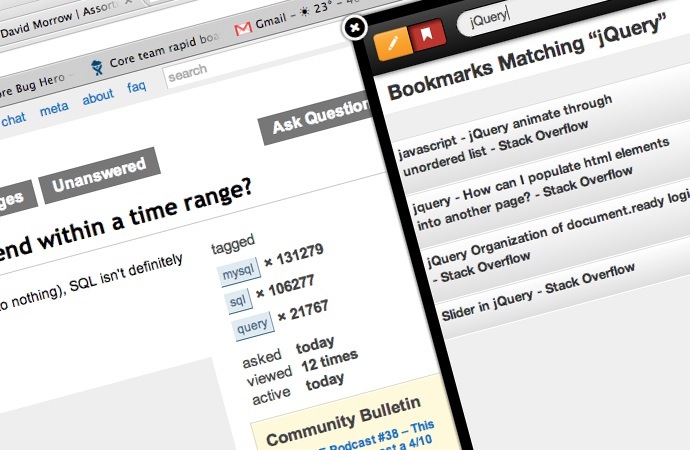 David Morrow | Assort
Bug Hero
Core team rapid boa
Gmail – ☀ 23° – 4
chat meta about faq
search
Ask Question
ges
Unanswered
end within a time range?
to nothing), SQL isn't definitely
tagged
mysql × 131279
sql × 106277
query × 21767
asked today
viewed 12 times
active today
Community Bulletin
Podcast #38 – This
t a 4/10
jQuery
Bookmarks Matching “jQuery”
javascript - jQuery animate through
unordered list - Stack Overflow
jquery - How can I populate html elements
into another page? - Stack Overflow
jQuery Organization of document.ready logi
- Stack Overflow
Slider in jQuery - Stack Overflow